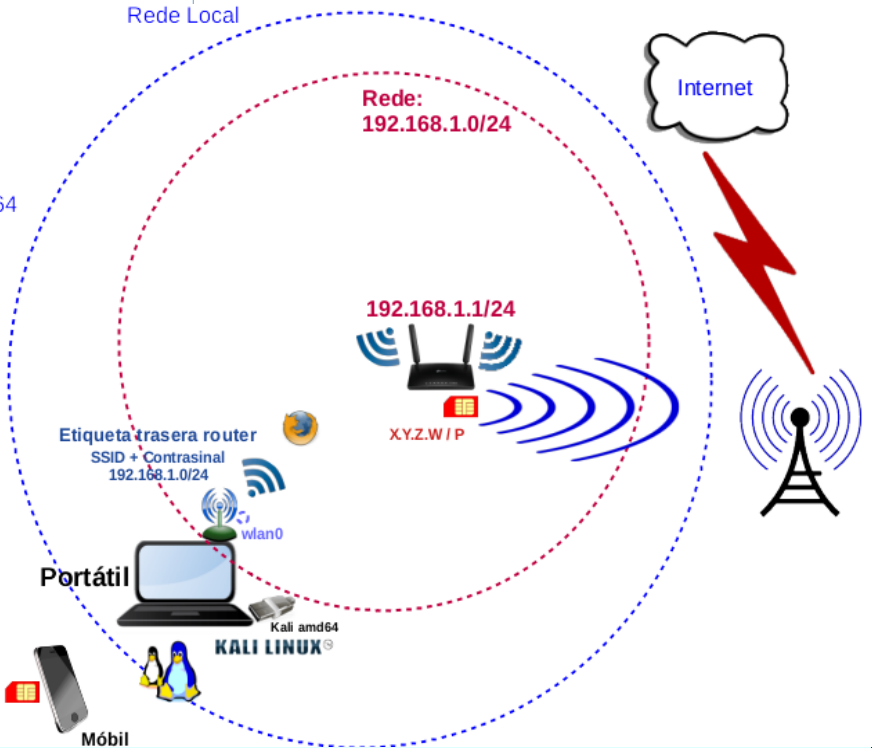 Rede Local
Internet
Rede:
192.168.1.0/24
64
192.168.1.1/24
X.Y.Z.W / P
Etiqueta trasera router
SSID + Contrasinal
192.168.1.0/24
wlan0
Portátil
Kali amd64
KALI LINUX
Móbil